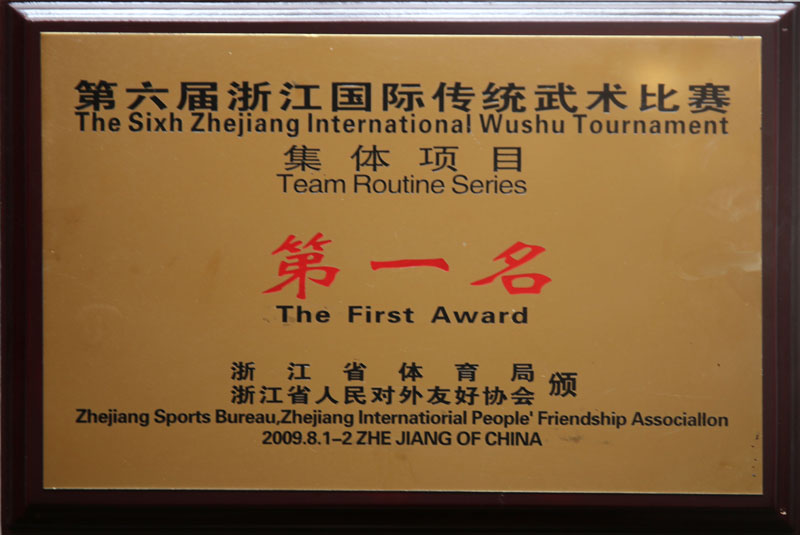 第六届浙江国际传统武术比赛
The Sixh Zhejiang International Wushu Tournament
集体项目
Team Routine Series
第一名
The First Award
浙江省体育局
浙江省人民对外友好协会 颁
Zhejiang Sports Bureau,Zhejiang Internatiorial People' Friendship Associallon
2009.8.1-2 ZHE JIANG OF CHINA